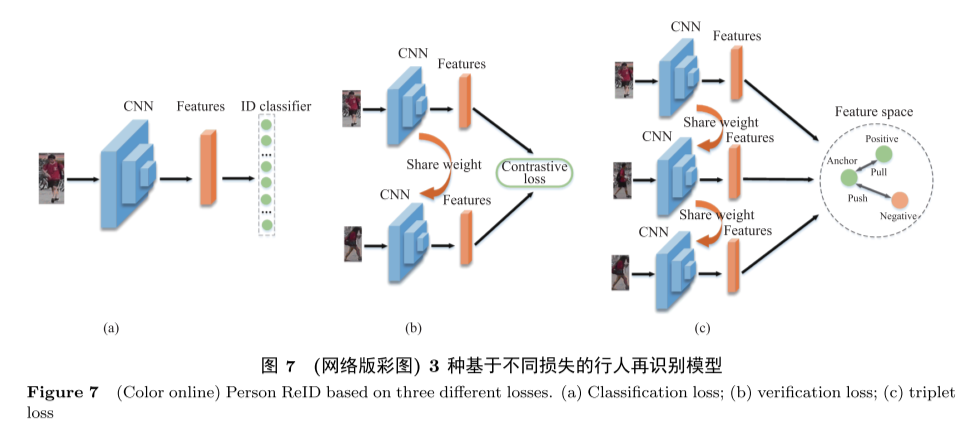 CNN
Features
ID classifier
...
...
(a)
CNN
Features
Share weight
CNN
Features
Contrastive
loss
(b)
CNN
Features
Share weight
CNN
Features
Share weight
CNN
Features
Feature space
Positive
Anchor
Pull
Push
Negative
(c)
图 7 (网络版彩图) 3 种基于不同损失的行人再识别模型
Figure 7 (Color online) Person ReID based on three different losses. (a) Classification loss; (b) verification loss; (c) triplet
loss